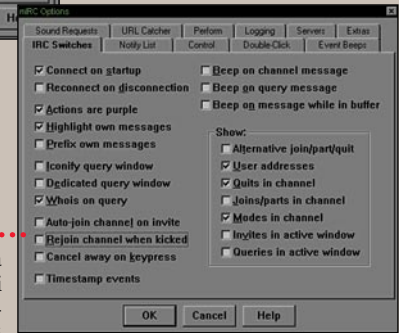 mIRC Options
Sound Requests URL Catcher Perform Logging Servers Extras
IRC Switches Notify List Control Double-Click Event Beeps
Connect on startup
Reconnect on disconnection
Actions are purple
Highlight own messages
Prefix own messages
Iconify query window
Dedicated query window
Whois on query
Auto-join channel on invite
Rejoin channel when kicked
Cancel away on keypress
Timestamp events
Beep on channel message
Beep on query message
Beep on message while in buffer
Show:
Alternative join/part/quit
User addresses
Quits in channel
Joins/parts in channel
Modes in channel
Invites in active window
Queries in active window
OK Cancel Help